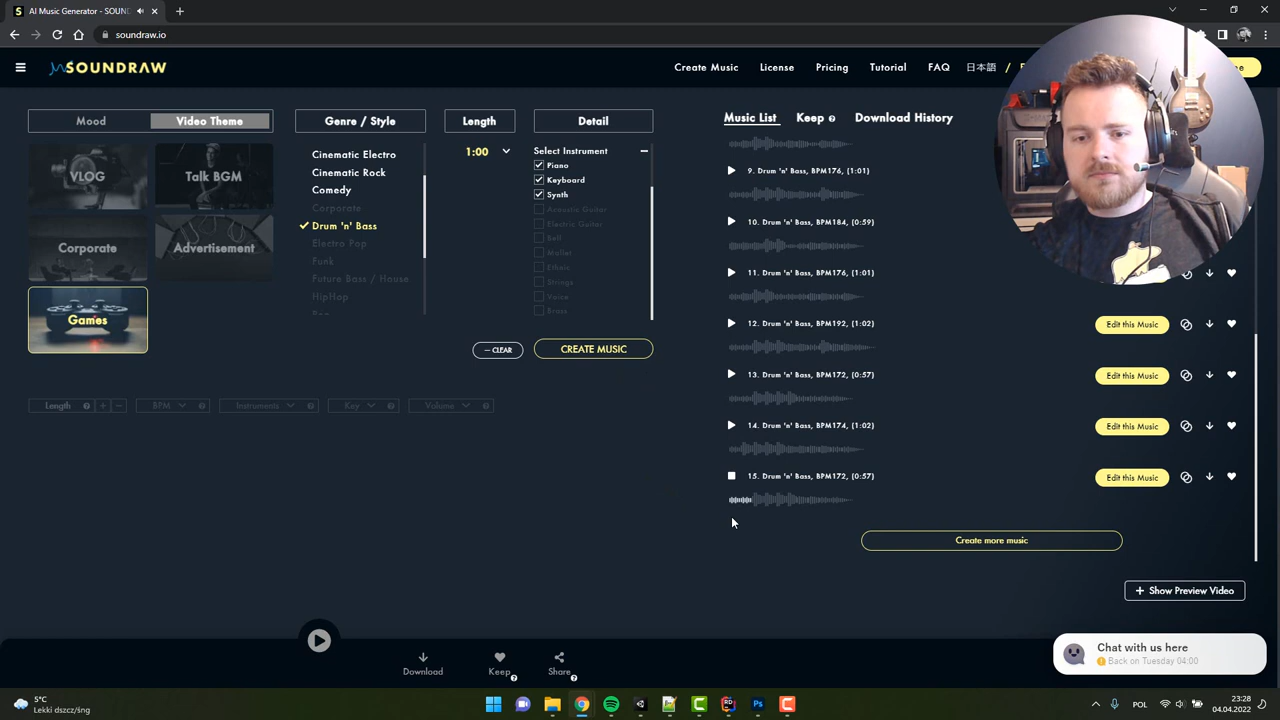 AI Music Generator - SOUND
soundraw.io
SOUNDRAW
Create Music
License
Pricing
Tutorial
FAQ
日本語 /
Mood
Video Theme
VLOG
Talk BGM
Corporate
Advertisement
Games
Genre / Style
Cinematic Electro
Cinematic Rock
Comedy
Corporate
Drum 'n' Bass
Electro Pop
Funk
Future Bass / House
HipHop
Length
1:00
Detail
Select Instrument
Piano
Keyboard
Synth
Acoustic Guitar
Electric Guitar
Bell
Mallet
Ethnic
Strings
Voice
Brass
– CLEAR
CREATE MUSIC
Length ? + –
BPM ?
Instruments ?
Key ?
Volume ?
Music List
Keep ?
Download History
9. Drum 'n' Bass, BPM176, (1:01)
10. Drum 'n' Bass, BPM184, (0:59)
11. Drum 'n' Bass, BPM176, (1:01)
12. Drum 'n' Bass, BPM192, (1:02)
Edit this Music
13. Drum 'n' Bass, BPM172, (0:57)
Edit this Music
14. Drum 'n' Bass, BPM174, (1:02)
Edit this Music
15. Drum 'n' Bass, BPM172, (0:57)
Edit this Music
Create more music
+ Show Preview Video
Download
Keep ?
Share ?
Chat with us here
Back on Tuesday 04:00
5°C
Lekki dszcz/śng
POL
23:28
04.04.2022